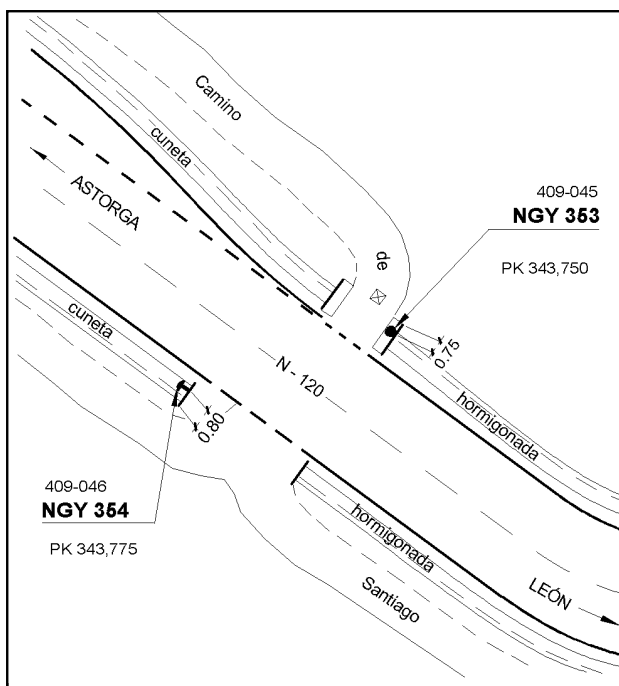 Camino
cuneta
ASTORGA
de
409-045
NGY 353
PK 343,750
0.75
N - 120
cuneta
0.80
hormigonada
409-046
NGY 354
PK 343,775
hormigonada
LEÓN
Santiago